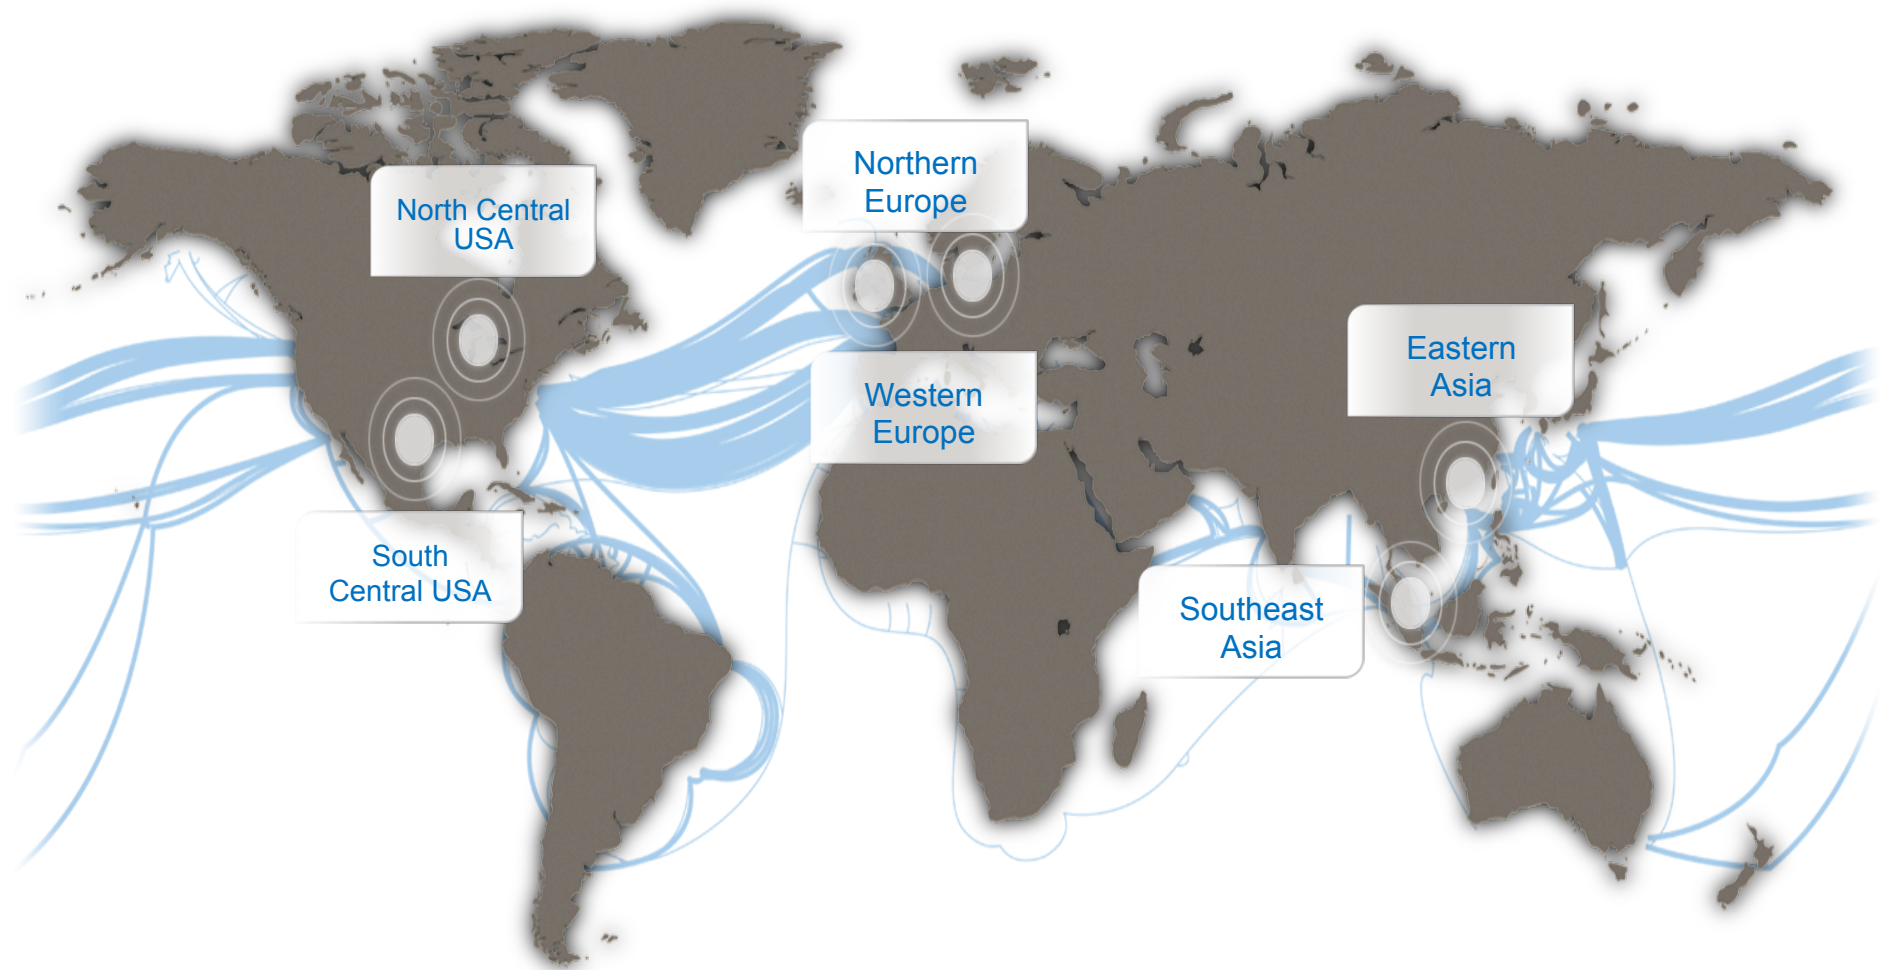 Northern
Europe
North Central
USA
Eastern
Asia
Western
Europe
South
Central USA
Southeast
Asia